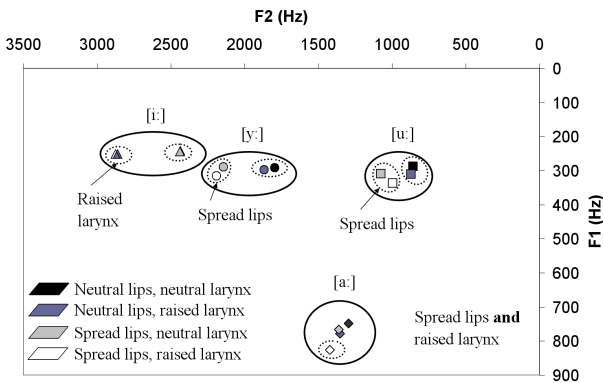 F2 (Hz)
3500 3000 2500 2000 1500 1000 500 0
0
100
200
300
400
500
600
700
800
900
F1 (Hz)
[i:]
[y:]
[u:]
Raised
larynx
Spread lips
Spread lips
[a:]
Neutral lips, neutral larynx
Neutral lips, raised larynx
Spread lips, neutral larynx
Spread lips, raised larynx
Spread lips and
raised larynx